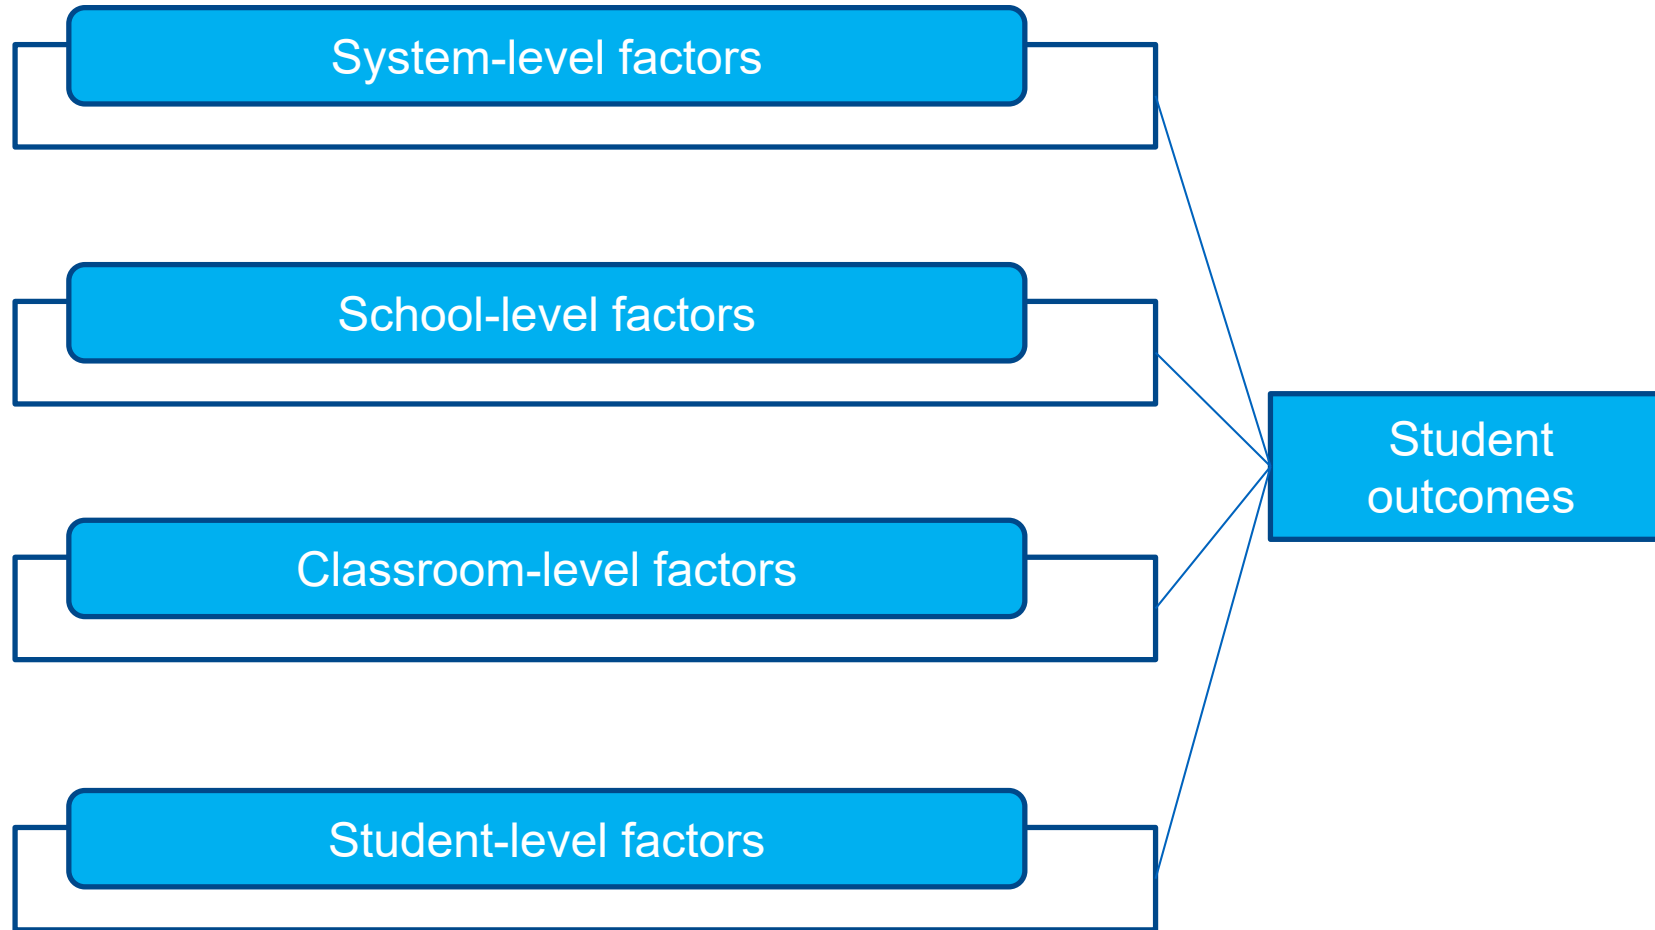 System-level factors
School-level factors
Student
outcomes
Classroom-level factors
Student-level factors